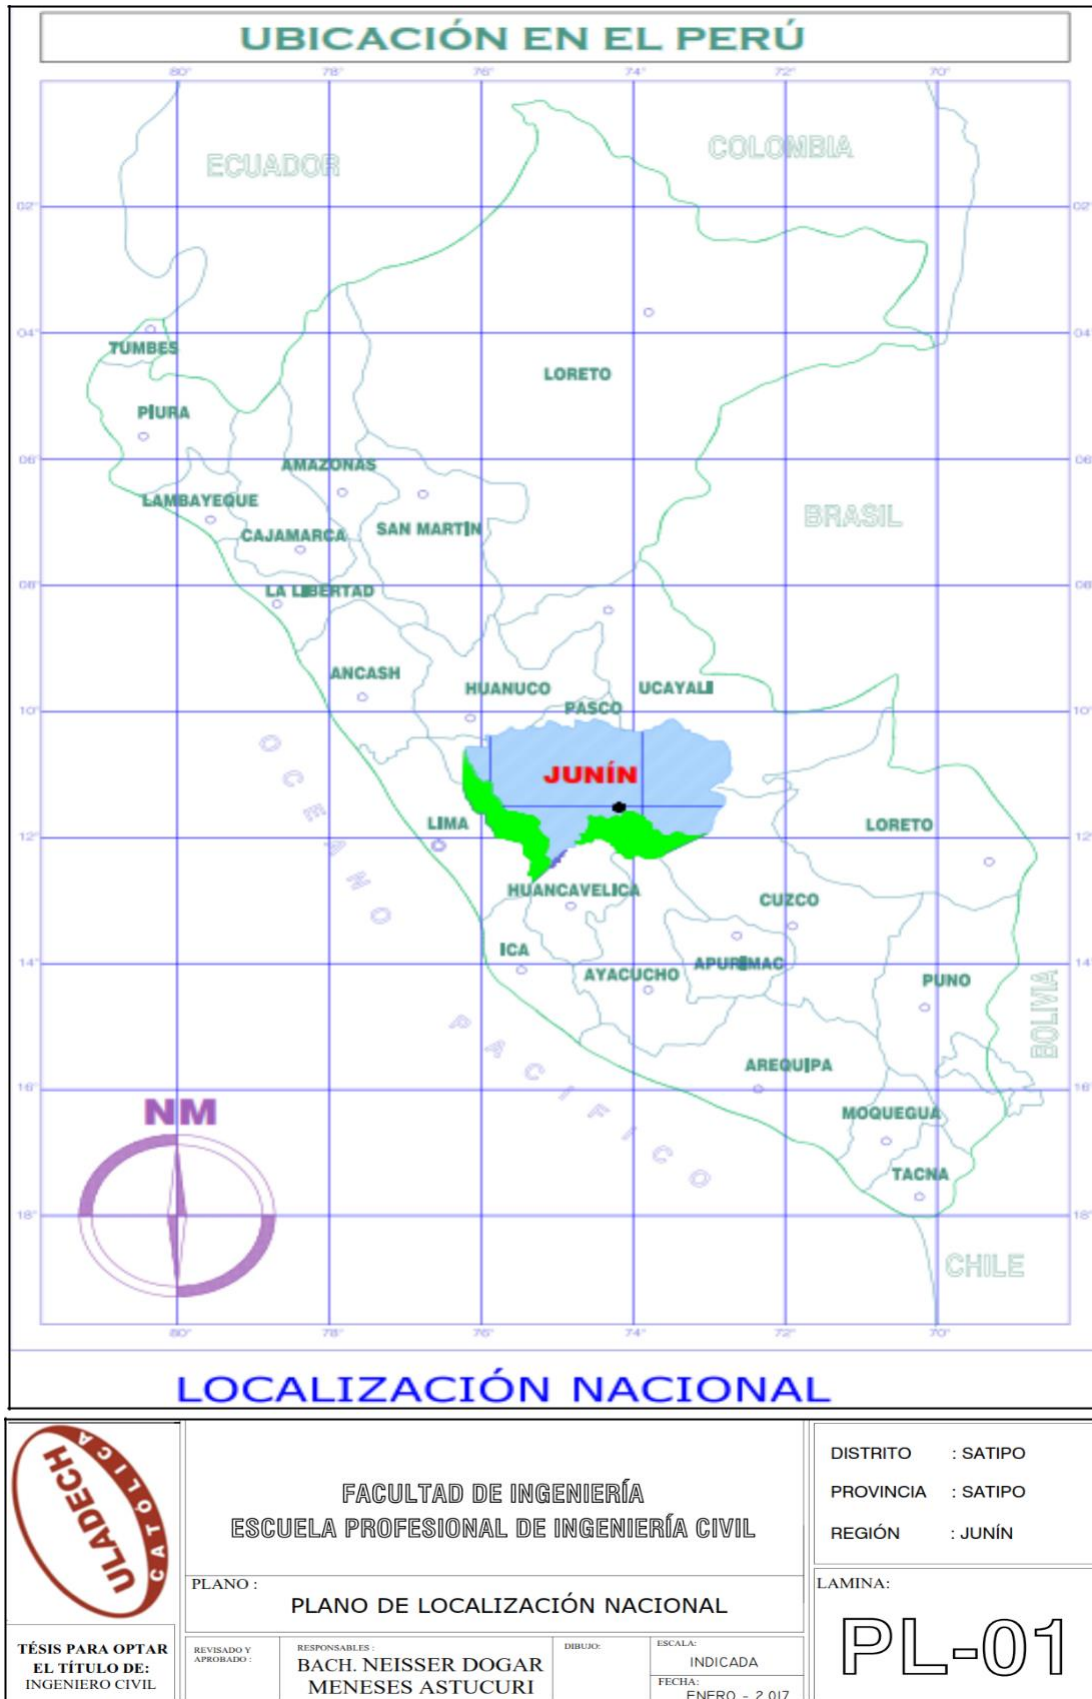 UBICACIÓN EN EL PERÚ
80° 78° 76° 74° 72° 70°
ECUADOR
COLOMBIA
02° 02°
04° 04°
TUMBES
LORETO
PIURA
06° 06°
AMAZONAS
LAMBAYEQUE
BRASIL
SAN MARTÍN
CAJAMARCA
08° 08°
LA LIBERTAD
ANCASH
HUANUCO
UCAYALI
PASCO
10° 10°
JUNÍN
LIMA
LORETO
12° 12°
HUANCAVELICA
CUZCO
ICA
14° 14°
APURÍMAC
AYACUCHO
PUNO
BOLIVIA
OCEANO PACIFICO
AREQUIPA
16° 16°
NM
MOQUEGUA
TACNA
18° 18°
CHILE
80° 78° 76° 74° 72° 70°
LOCALIZACIÓN NACIONAL
ULADECH
CATÓLICA
TÉSIS PARA OPTAR
EL TÍTULO DE:
INGENIERO CIVIL
FACULTAD DE INGENIERÍA
ESCUELA PROFESIONAL DE INGENIERÍA CIVIL
PLANO :
PLANO DE LOCALIZACIÓN NACIONAL
REVISADO Y
APROBADO :
RESPONSABLES :
BACH. NEISSER DOGAR
MENESES ASTUCURI
DIBUJO:
ESCALA:
INDICADA
FECHA:
ENERO - 2 017
DISTRITO : SATIPO
PROVINCIA : SATIPO
REGIÓN : JUNÍN
LAMINA:
PL-01